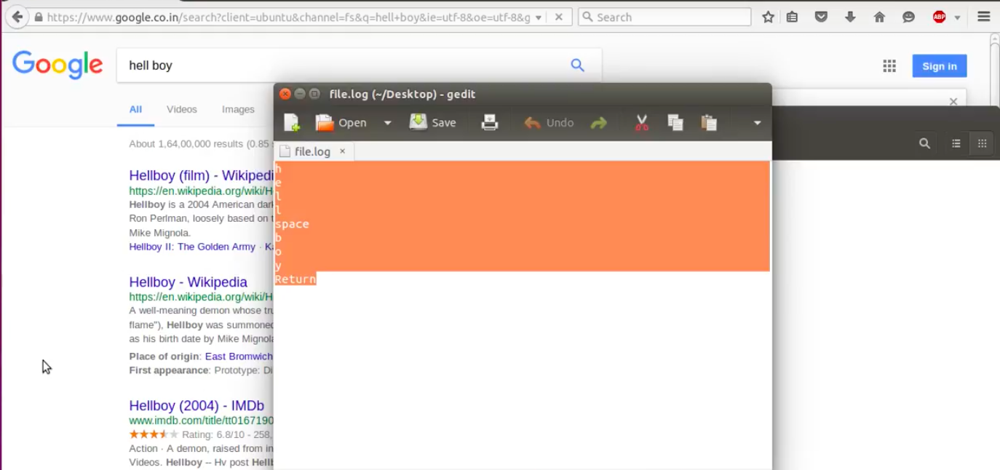 https://www.google.co.in/search?client=ubuntu&channel=fs&q=hell+boy&ie=utf-8&oe=utf-8&g
Search
ABP
Google
hell boy
Sign in
All Videos Images
About 1,64,00,000 results (0.85
Hellboy (film) - Wikipedi
https://en.wikipedia.org/wiki/H
Hellboy is a 2004 American dark
Ron Perlman, loosely based on t
Mike Mignola.
Hellboy II: The Golden Army · Ka
Hellboy - Wikipedia
https://en.wikipedia.org/wiki/H
A well-meaning demon whose tru
flame"), Hellboy was summoned
as his birth date by Mike Mignola
Place of origin: East Bromwich
First appearance: Prototype: Di
Hellboy (2004) - IMDb
www.imdb.com/title/tt0167190
Rating: 6.8/10 - 258,
Action · A demon, raised from in
Videos. Hellboy -- Hv post Hellb
file.log (~/Desktop) - gedit
Open Save Undo
file.log
h
e
l
l
space
b
o
y
Return